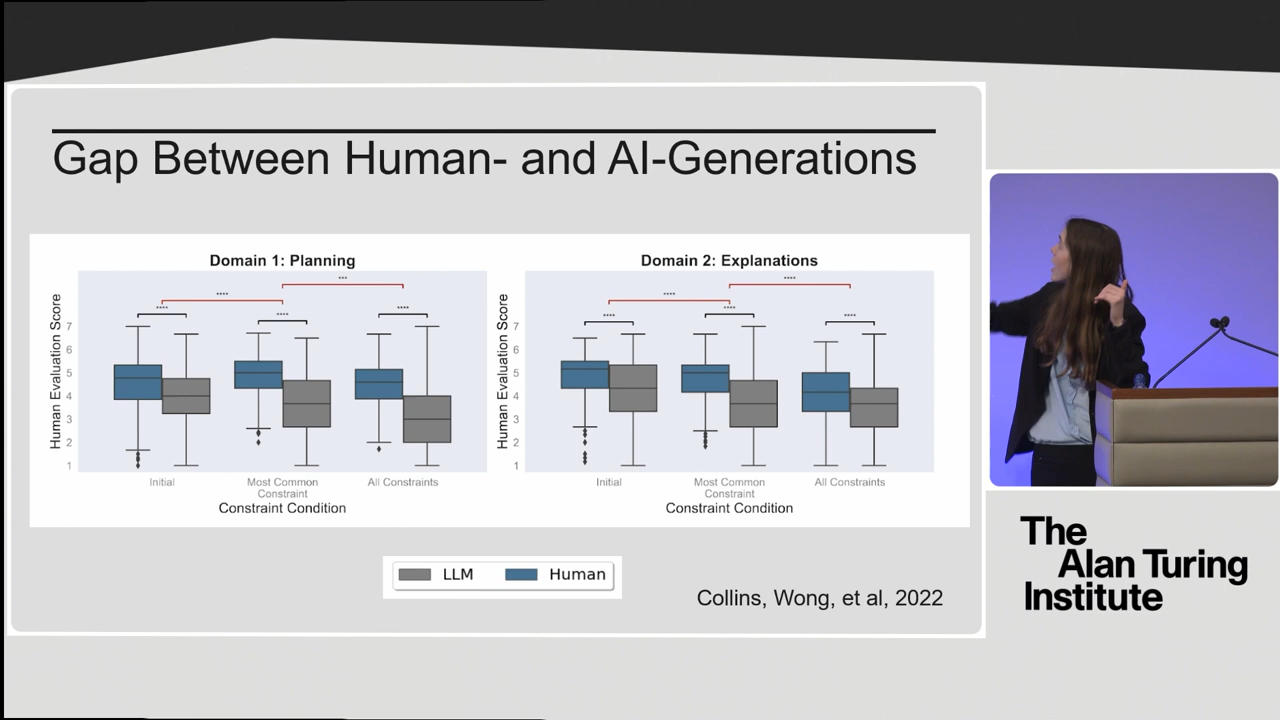 Gap Between Human- and AI-Generations
Domain 1: Planning
Human Evaluation Score
7
6
5
4
3
2
1
****
****
****
****
***
Initial
Most Common
Constraint
All Constraints
Constraint Condition
Domain 2: Explanations
Human Evaluation Score
7
6
5
4
3
2
1
****
****
****
****
****
Initial
Most Common
Constraint
All Constraints
Constraint Condition
LLM
Human
Collins, Wong, et al, 2022
The
Alan Turing
Institute